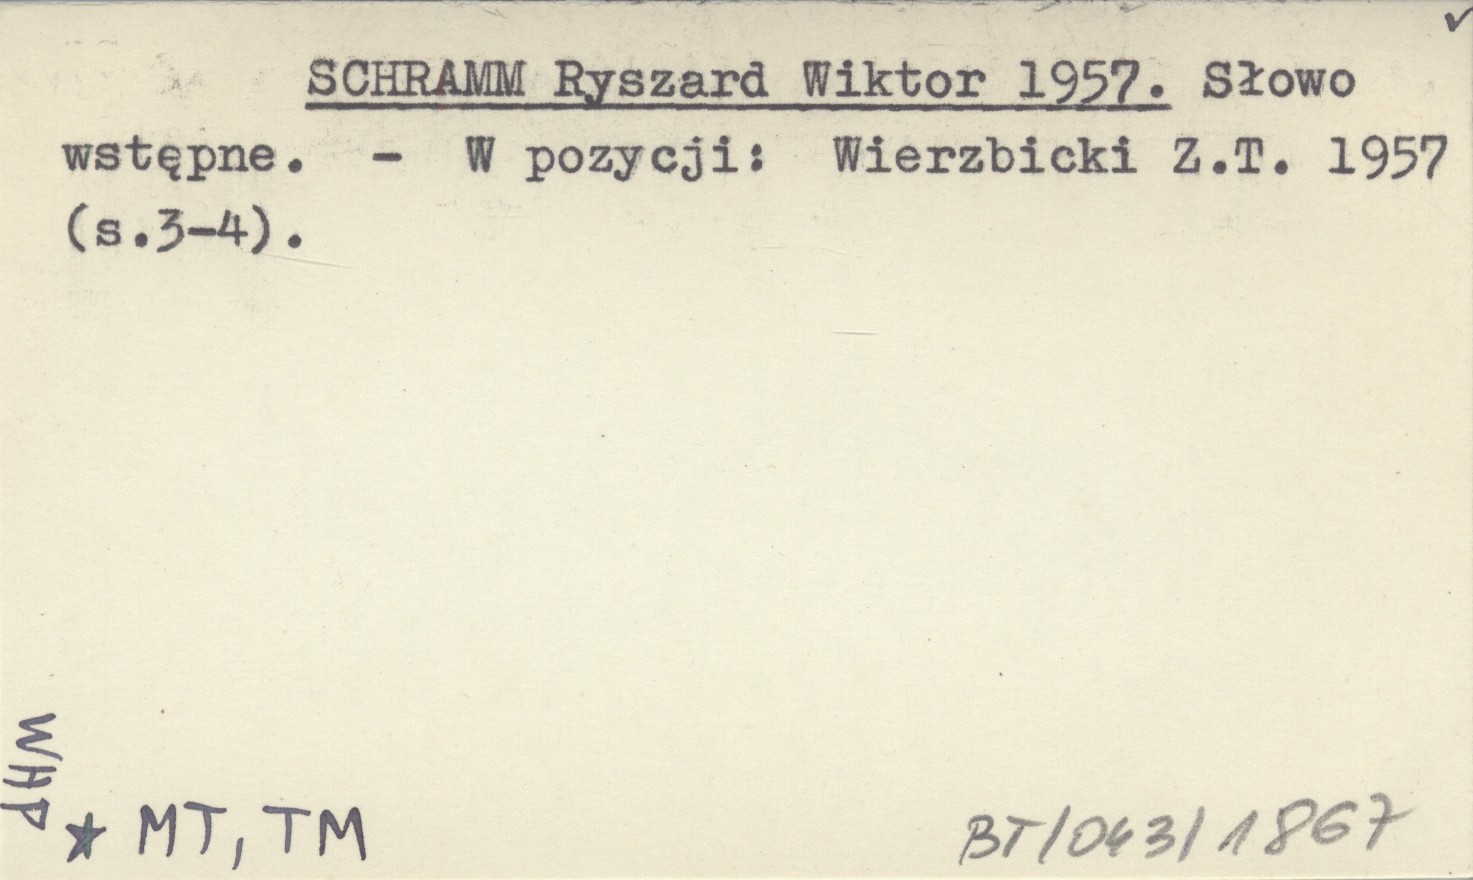 SCHRAMM Ryszard Wiktor 1957. Słowo
wstępne. - W pozycji: Wierzbicki Z.T. 1957
(s.3-4).
WHP
★ MT, TM
BT/043/1867